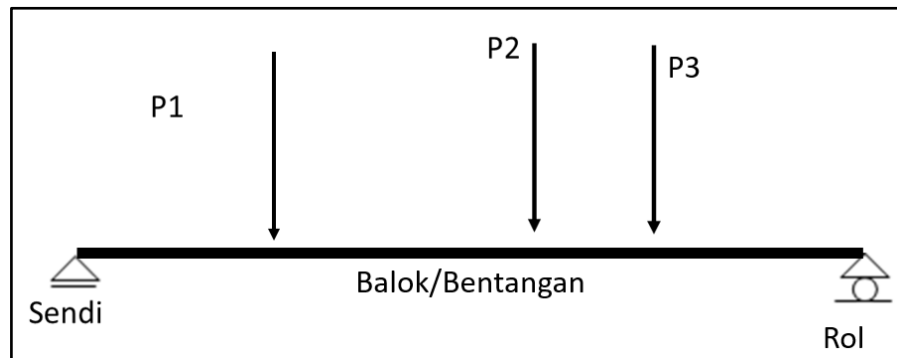 P1
P2
P3
Balok/Bentangan
Sendi
Rol